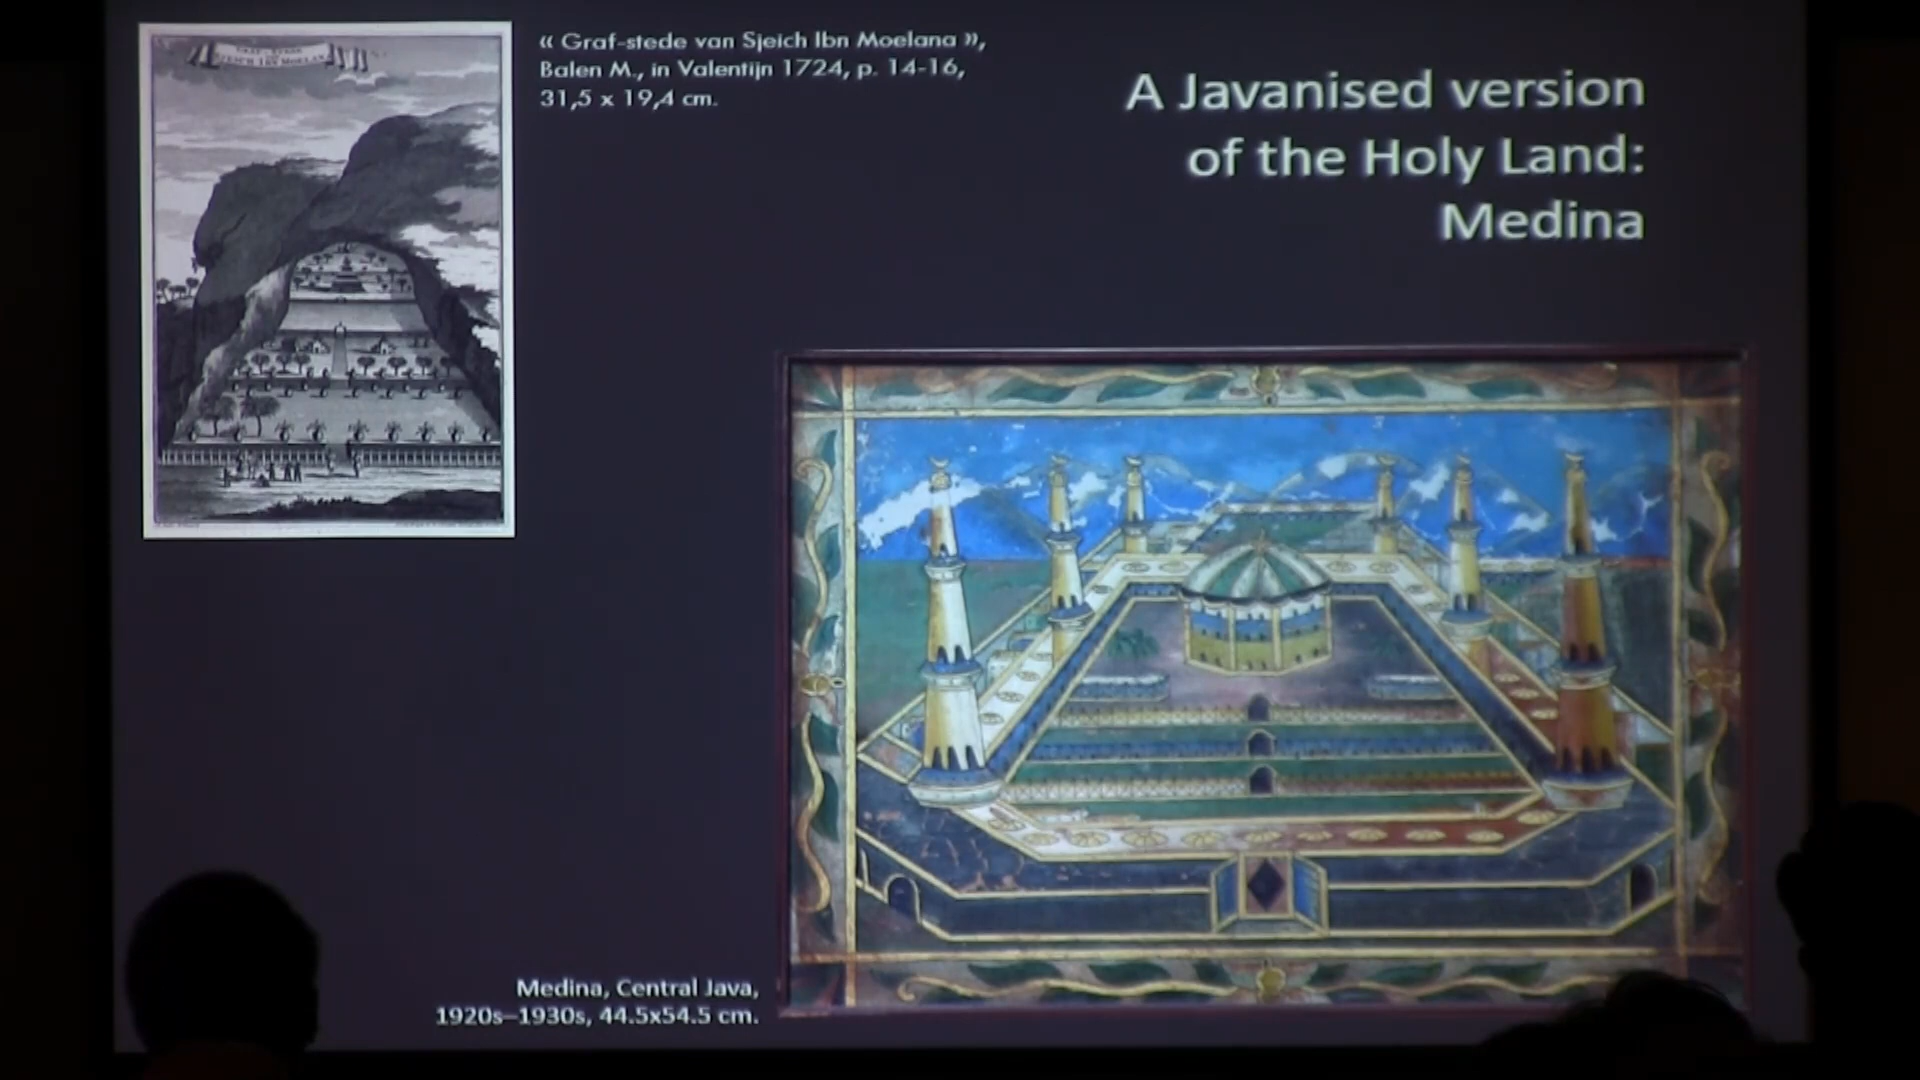 « Graf-stede van Sjeich Ibn Moelana »,
Balen M., in Valentijn 1724, p. 14-16,
31,5 x 19,4 cm.
A Javanised version
of the Holy Land:
Medina
Medina, Central Java,
1920s–1930s, 44.5x54.5 cm.